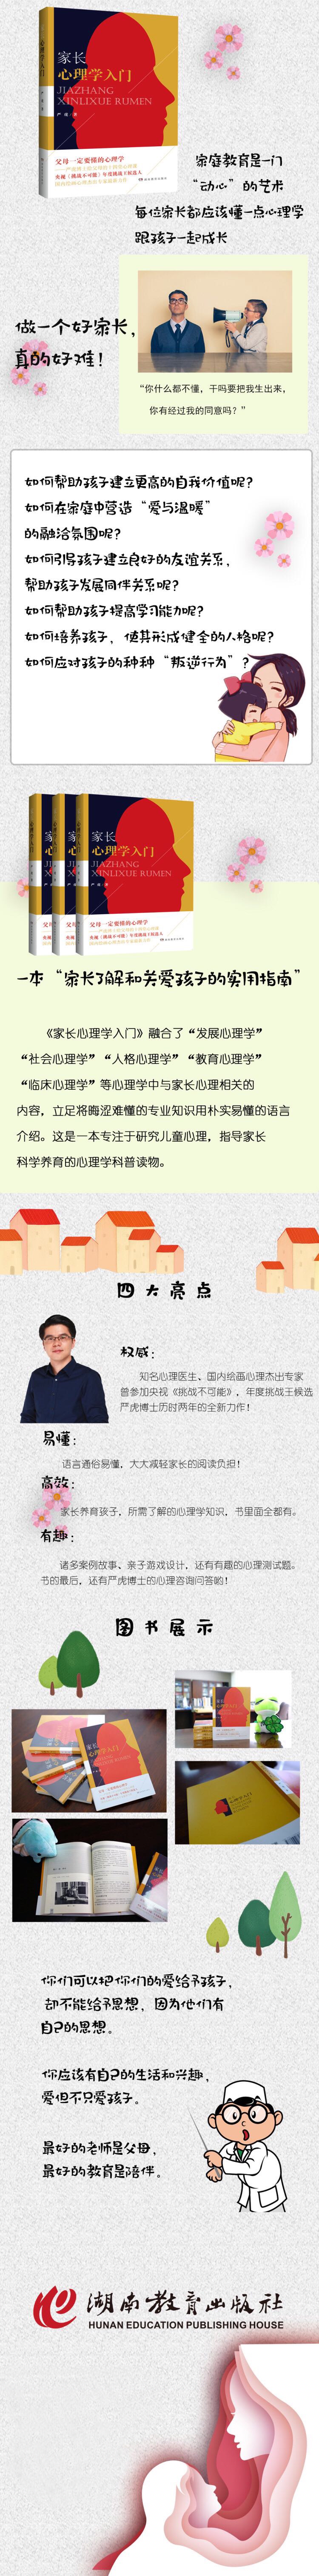 家长
心理学入门
JIAZHANG
XINLIXUE RUMEN
严虎 著
父母一定要懂的心理学
家庭教育是一门
“动心”的艺术
每位家长都应该懂一点心理学
跟孩子一起成长
做一个好家长，
真的好难！
“你什么都不懂，干吗要把我生出来，
你有经过我的同意吗？”
如何帮助孩子建立更高的自我价值呢？
如何在家庭中营造“爱与温暖”
的融洽氛围呢？
如何引导孩子建立良好的友谊关系，
帮助孩子发展同伴关系呢？
如何帮助孩子提高学习能力呢？
如何培养孩子，使其形成健全的人格呢？
如何应对孩子的种种“叛逆行为”？
家长
心理学入门
JIAZHANG
XINLIXUE RUMEN
父母一定要懂的心理学
一本“家长了解和关爱孩子的实用指南”
《家长心理学入门》融合了“发展心理学”
“社会心理学”“人格心理学”“教育心理学”
“临床心理学”等心理学中与家长心理相关的
内容，立足将晦涩难懂的专业知识用朴实易懂的语言
介绍。这是一本专注于研究儿童心理，指导家长
科学养育的心理学科普读物。
四大亮点
权威：
知名心理医生、国内绘画心理杰出专家
曾参加央视《挑战不可能》，年度挑战王候选
严虎博士历时两年的全新力作！
易懂：
语言通俗易懂，大大减轻家长的阅读负担！
高效：
家长养育孩子，所需了解的心理学知识，书里面全都有。
有趣：
诸多案例故事、亲子游戏设计，还有有趣的心理测试题。
书的最后，还有严虎博士的心理咨询问答哟！
图书展示
你们可以把你们的爱给予孩子，
却不能给予思想，因为他们有
自己的思想。
你应该有自己的生活和兴趣，
爱但不只爱孩子。
最好的老师是父母，
最好的教育是陪伴。
湖南教育出版社
HUNAN EDUCATION PUBLISHING HOUSE